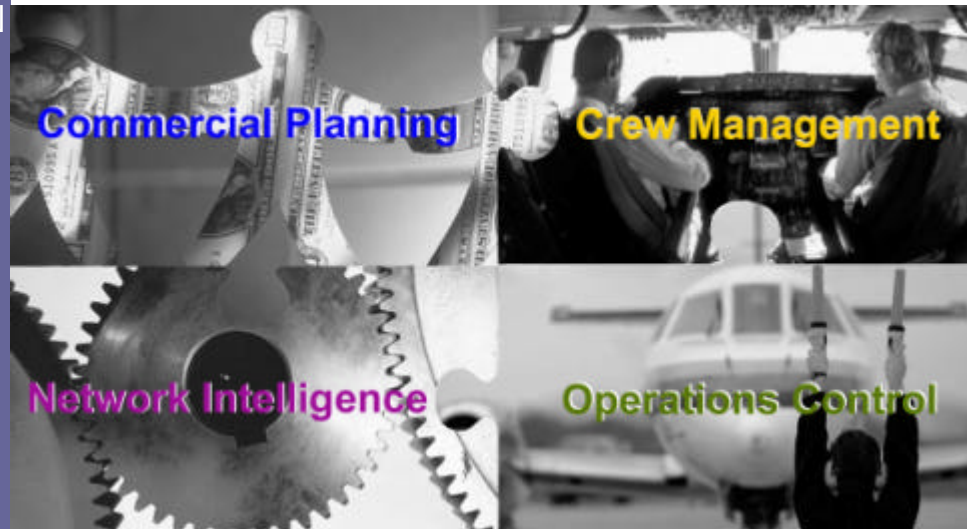 Commercial Planning
Crew Management
Network Intelligence
Operations Control